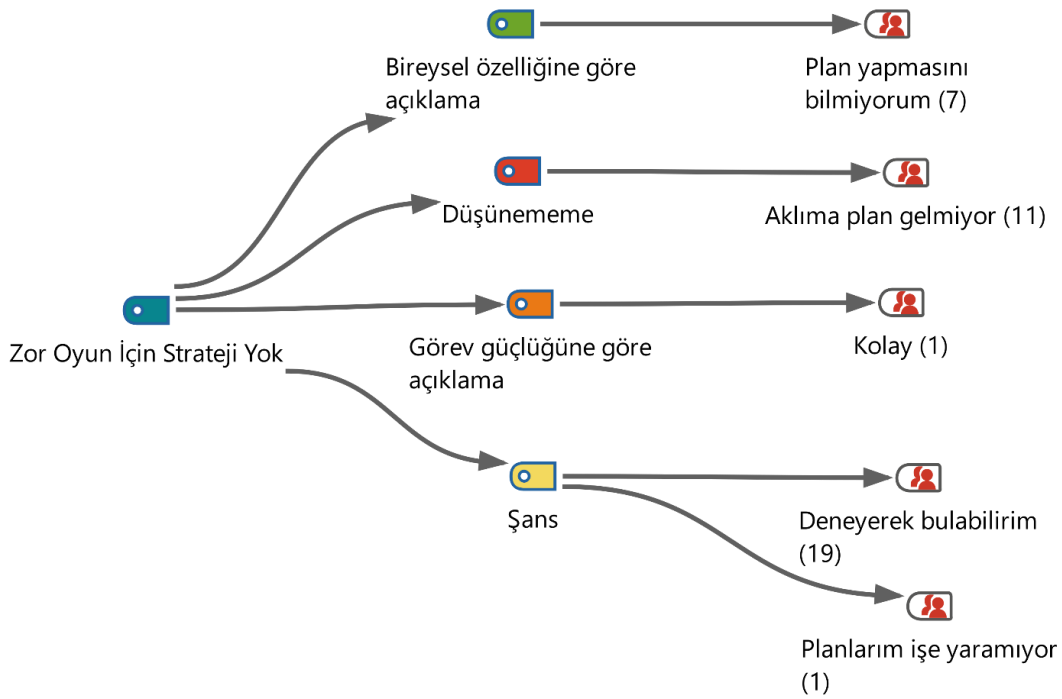 Bireysel özelliğine göre
açıklama
Plan yapmasını
bilmiyorum (7)
Düşünememe
Aklıma plan gelmiyor (11)
Zor Oyun İçin Strateji Yok
Görev güçlüğüne göre
açıklama
Kolay (1)
Şans
Deneyerek bulabilirim
(19)
Planlarım işe yaramıyor
(1)